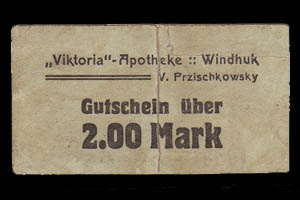 „Viktoria“-Apotheke :: Windhuk
V. Przischkowsky
Gutschein über
2.00 Mark